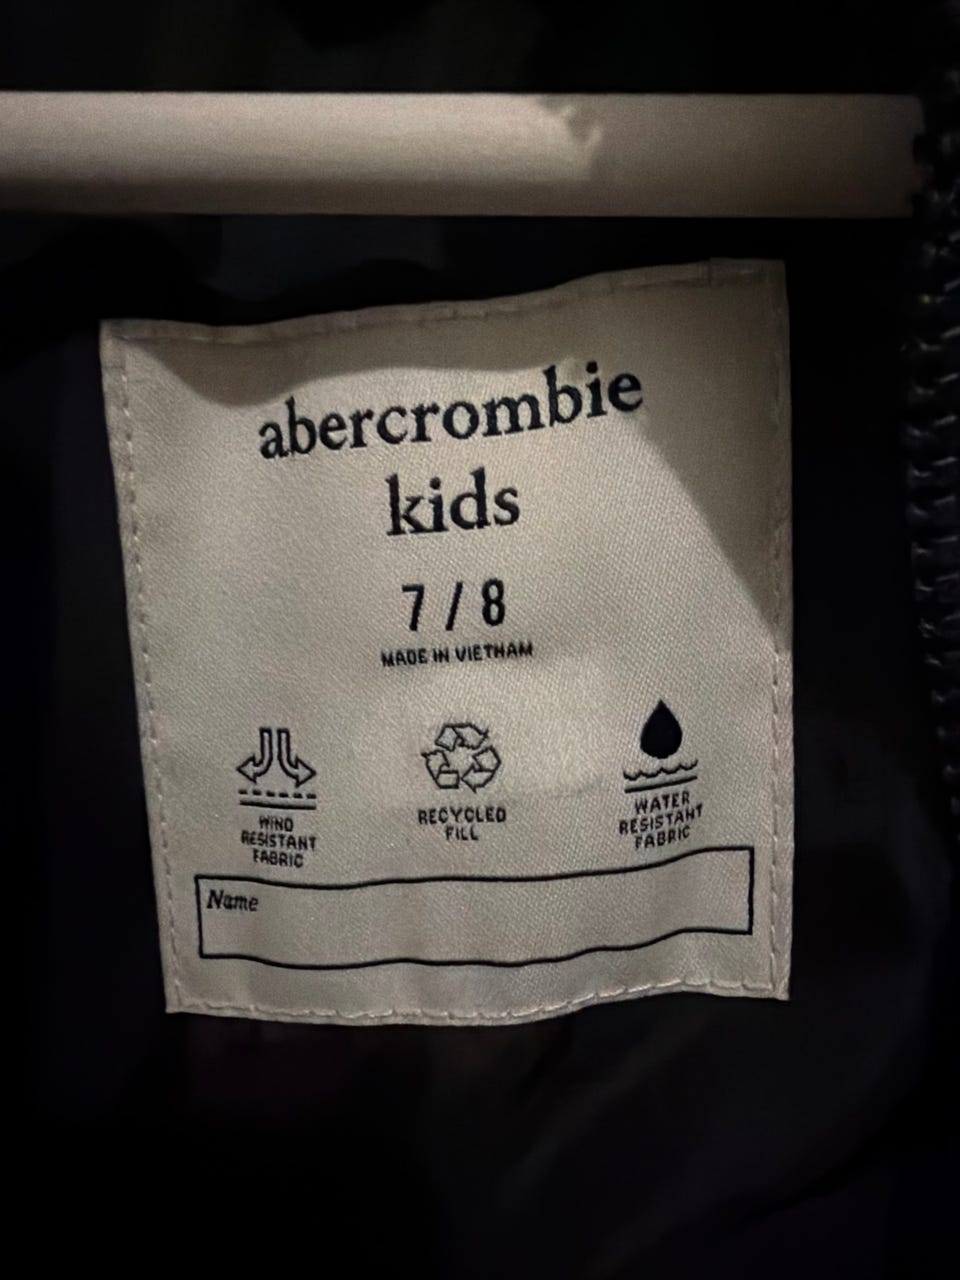 abercrombie
kids
7 / 8
MADE IN VIETNAM
WIND
RESISTANT
FABRIC
RECYCLED
FILL
WATER
RESISTANT
FABRIC
Name